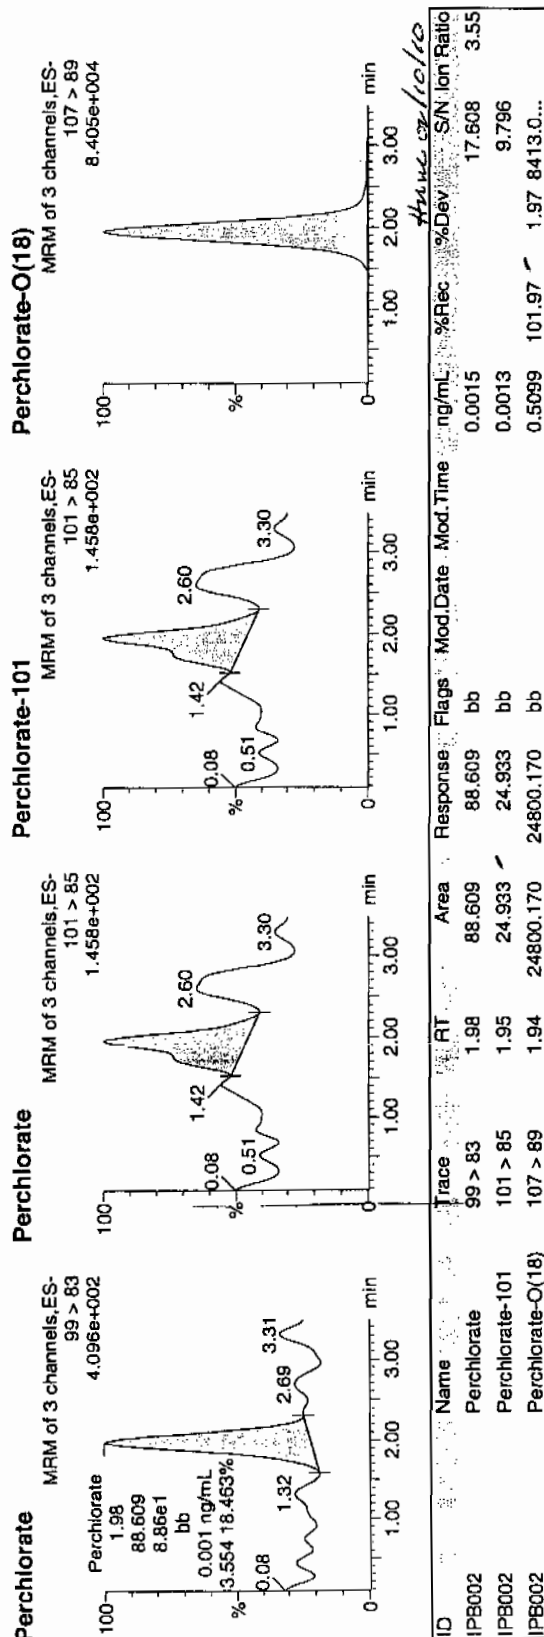 Perchlorate
MRM of 3 channels,ES-
99 > 83
4.096e+002
100
%
0
Perchlorate
1.98
88.609
8.86e1
bb
0.001 ng/mL
3.554 18.463%
0.08
1.32
2.69
3.31
1.00
2.00
3.00
min
Perchlorate
MRM of 3 channels,ES-
101 > 85
1.458e+002
100
%
0
0.08
0.51
1.42
2.60
3.30
1.00
2.00
3.00
min
Perchlorate-101
MRM of 3 channels,ES-
101 > 85
1.458e+002
100
%
0
0.08
0.51
1.42
2.60
3.30
1.00
2.00
3.00
min
Perchlorate-O(18)
MRM of 3 channels,ES-
107 > 89
8.405e+004
100
%
0
1.00
2.00
3.00
min
ID Name Trace RT Area Response Flags Mod.Date Mod.Time ng/mL %Rec %Dev S/N Ion Ratio
IPB002 Perchlorate 99 > 83 1.98 88.609 88.609 bb 0.0015 17.608 3.55
IPB002 Perchlorate-101 101 > 85 1.95 24.933 24.933 bb 0.0013 9.796
IPB002 Perchlorate-O(18) 107 > 89 1.94 24800.170 24800.170 bb 0.5099 101.97 1.97 8413.0...